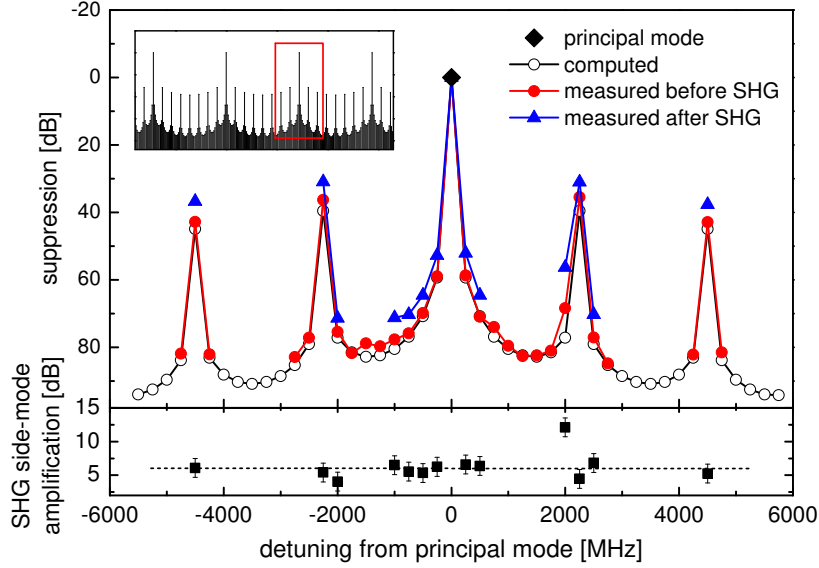 -20
0
20
40
60
80
suppression [dB]
principal mode
computed
measured before SHG
measured after SHG
15
10
5
SHG side-mode
amplification [dB]
-6000 -4000 -2000 0 2000 4000 6000
detuning from principal mode [MHz]